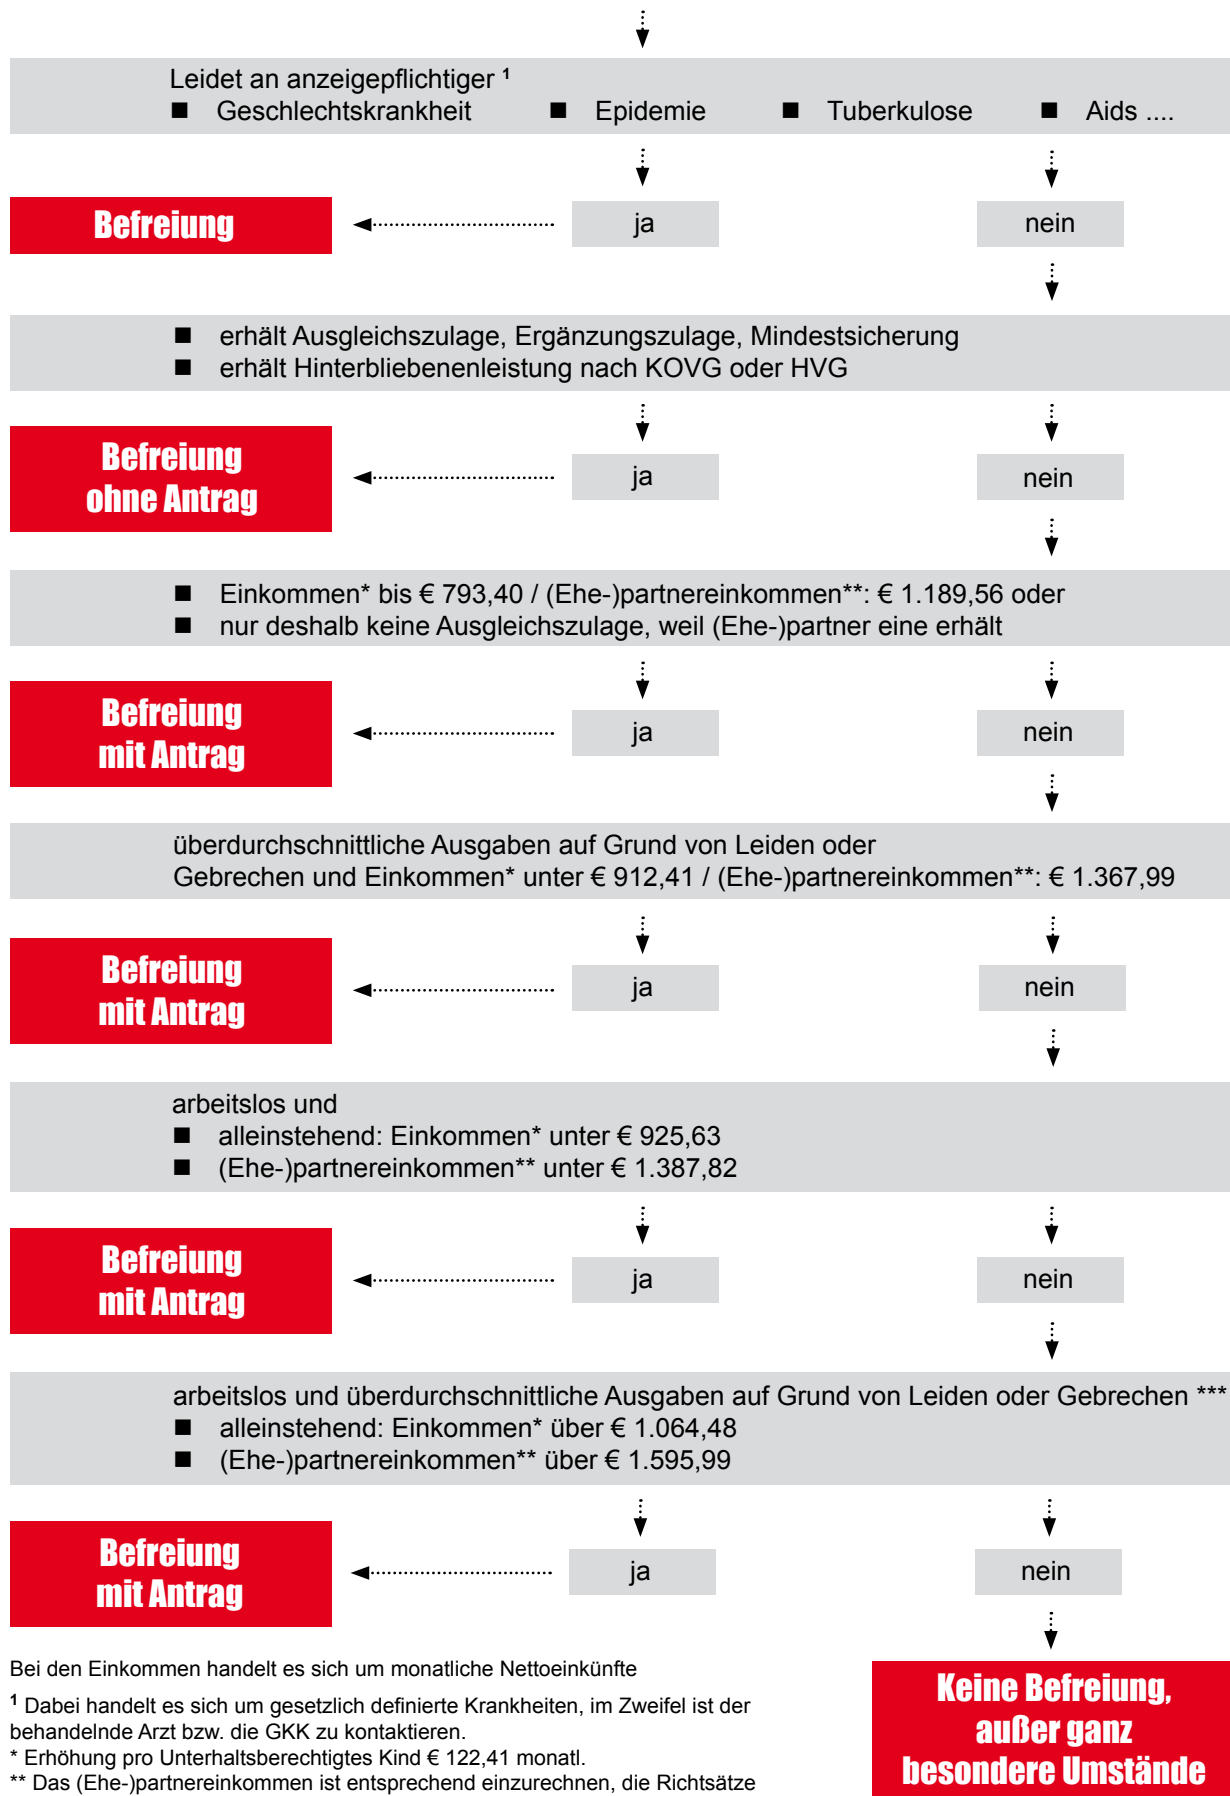 Leidet an anzeigepflichtiger ¹
■ Geschlechtskrankheit ■ Epidemie ■ Tuberkulose ■ Aids ....
Befreiung
ja
nein
■ erhält Ausgleichszulage, Ergänzungszulage, Mindestsicherung
■ erhält Hinterbliebenenleistung nach KOVG oder HVG
Befreiung
ohne Antrag
ja
nein
■ Einkommen* bis € 793,40 / (Ehe-)partnereinkommen**: € 1.189,56 oder
■ nur deshalb keine Ausgleichszulage, weil (Ehe-)partner eine erhält
Befreiung
mit Antrag
ja
nein
überdurchschnittliche Ausgaben auf Grund von Leiden oder
Gebrechen und Einkommen* unter € 912,41 / (Ehe-)partnereinkommen**: € 1.367,99
Befreiung
mit Antrag
ja
nein
arbeitslos und
■ alleinstehend: Einkommen* unter € 925,63
■ (Ehe-)partnereinkommen** unter € 1.387,82
Befreiung
mit Antrag
ja
nein
arbeitslos und überdurchschnittliche Ausgaben auf Grund von Leiden oder Gebrechen ***
■ alleinstehend: Einkommen* über € 1.064,48
■ (Ehe-)partnereinkommen** über € 1.595,99
Befreiung
mit Antrag
ja
nein
Bei den Einkommen handelt es sich um monatliche Nettoeinkünfte
¹ Dabei handelt es sich um gesetzlich definierte Krankheiten, im Zweifel ist der
behandelnde Arzt bzw. die GKK zu kontaktieren.
* Erhöhung pro Unterhaltsberechtigtes Kind € 122,41 monatl.
** Das (Ehe-)partnereinkommen ist entsprechend einzurechnen, die Richtsätze
Keine Befreiung,
außer ganz
besondere Umstände